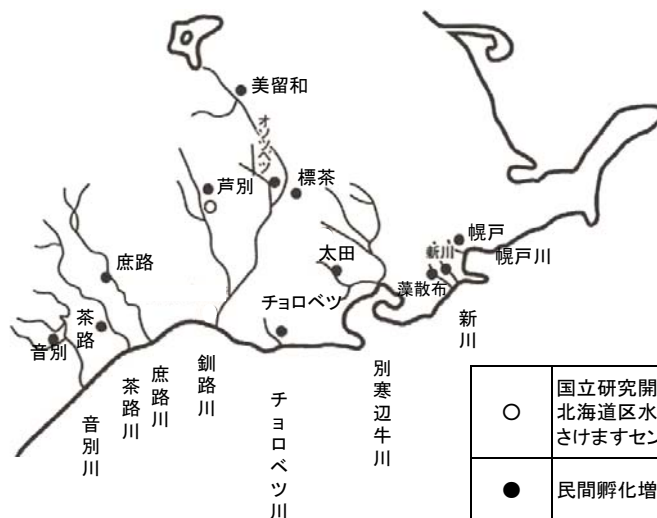 美留和
オソツベツ
標茶
芦別
幌戸
幌戸川
新川
太田
藻散布
庶路
チョロベツ
茶路
音別
新川
釧路川
庶路川
茶路川
音別川
チョロベツ川
別寒辺牛川
○ 国立研究開
北海道区水
さけますセン
● 民間孵化増